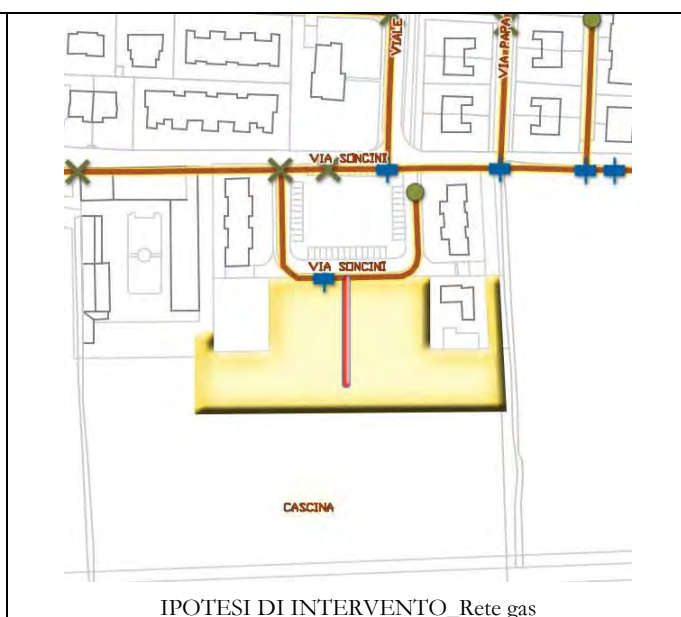 VIALE
VIA PAPA
VIA SONCINI
VIA SONCINI
CASCINA
IPOTESI DI INTERVENTO_Rete gas